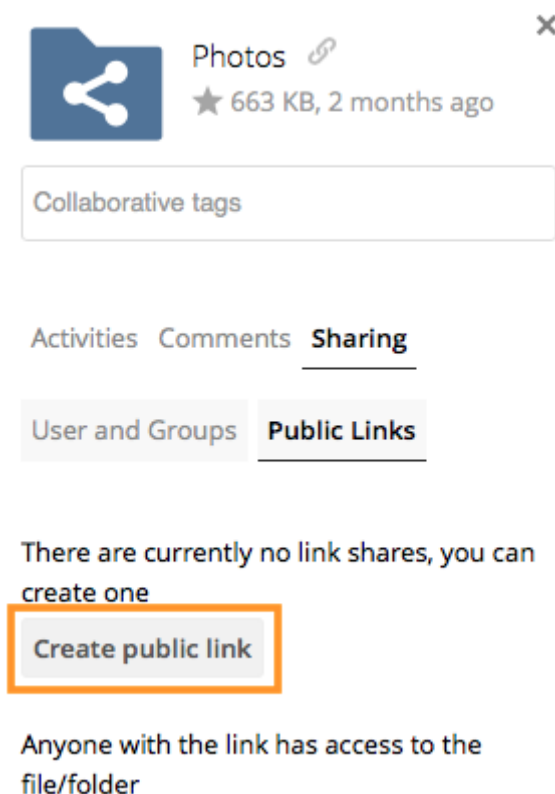 Photos
663 KB, 2 months ago
Collaborative tags
Activities Comments Sharing
User and Groups Public Links
There are currently no link shares, you can
create one
Create public link
Anyone with the link has access to the
file/folder